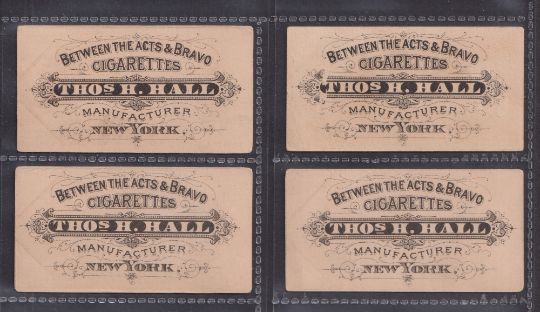 BETWEEN THE ACTS & BRAVO
CIGARETTES
THOS H. HALL
MANUFACTURER
NEW YORK.
BETWEEN THE ACTS & BRAVO
CIGARETTES
THOS H. HALL
MANUFACTURER
NEW YORK.
BETWEEN THE ACTS & BRAVO
CIGARETTES
THOS H. HALL
MANUFACTURER
NEW YORK.
BETWEEN THE ACTS & BRAVO
CIGARETTES
THOS H. HALL
MANUFACTURER
NEW YORK.